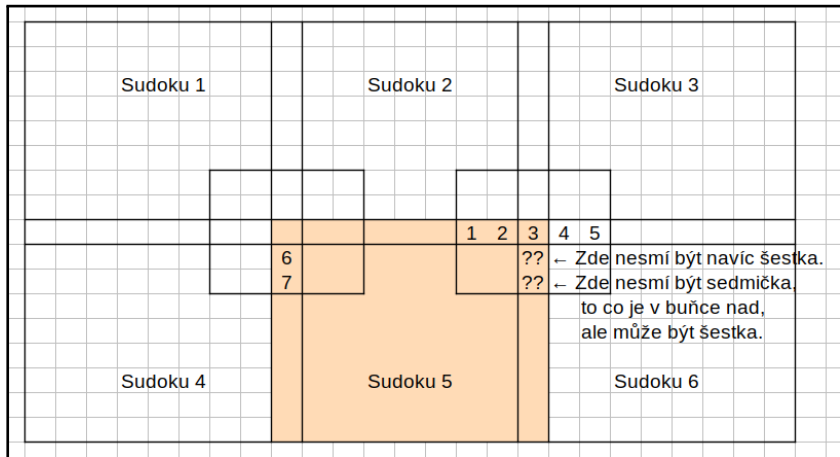 Sudoku 1 Sudoku 2 Sudoku 3
1 2 3 4 5
6 ?? ← Zde nesmí být navíc šestka.
7 ?? ← Zde nesmí být sedmička,
to co je v buňce nad,
ale může být šestka.
Sudoku 4 Sudoku 5 Sudoku 6